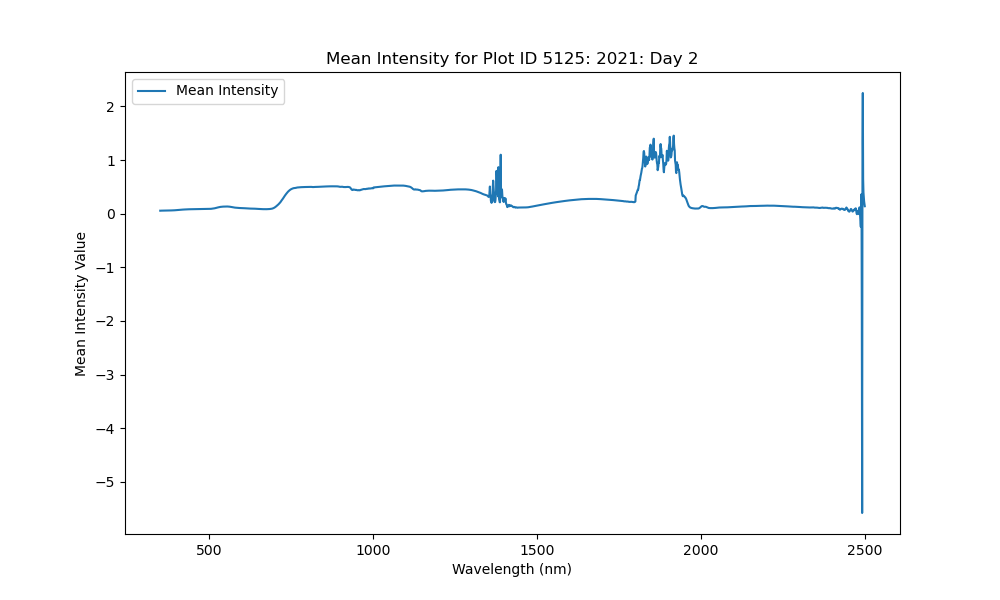 Mean Intensity for Plot ID 5125: 2021: Day 2
Mean Intensity
Mean Intensity Value
2
1
0
−1
−2
−3
−4
−5
500 1000 1500 2000 2500
Wavelength (nm)